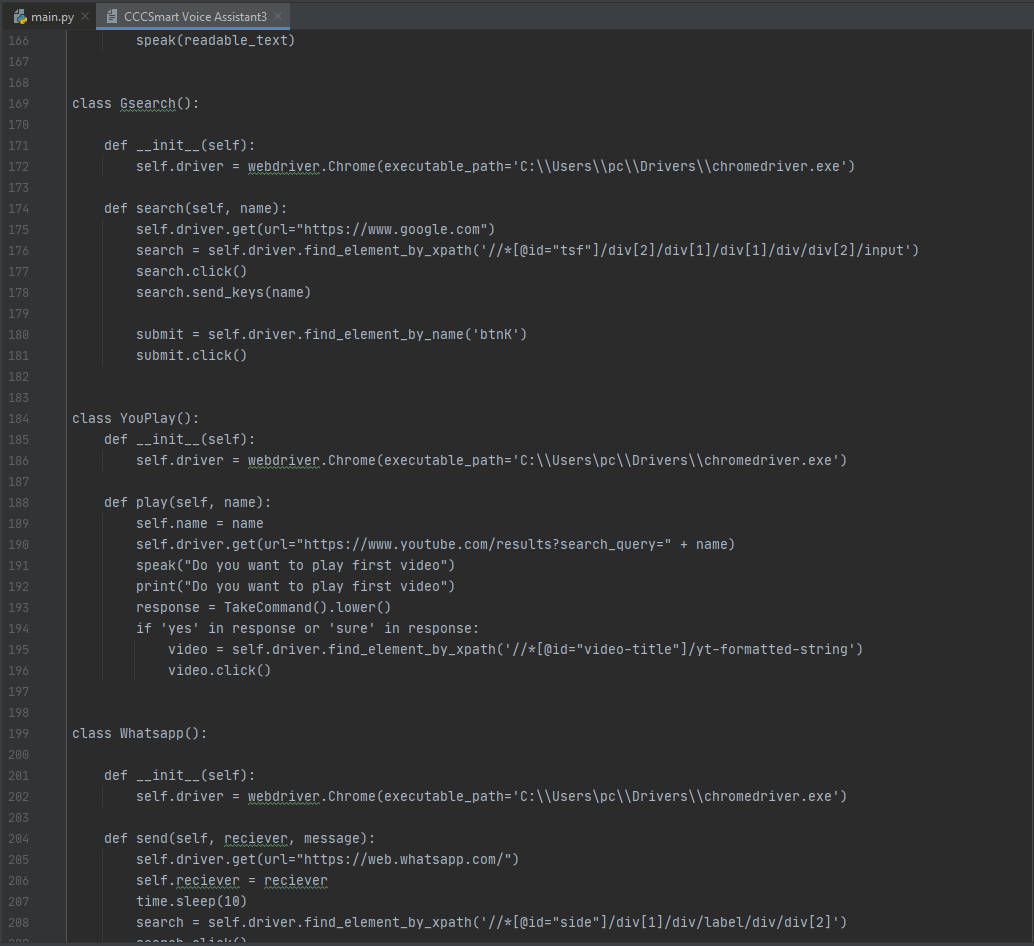 main.py
CCCSmart Voice Assistant3
166 speak(readable_text)
167
168
169 class Gsearch():
170
171 def __init__(self):
172 self.driver = webdriver.Chrome(executable_path='C:\\Users\\pc\\Drivers\\chromedriver.exe')
173
174 def search(self, name):
175 self.driver.get(url="https://www.google.com")
176 search = self.driver.find_element_by_xpath('//*[@id="tsf"]/div[2]/div[1]/div[1]/div/div[2]/input')
177 search.click()
178 search.send_keys(name)
179
180 submit = self.driver.find_element_by_name('btnK')
181 submit.click()
182
183
184 class YouPlay():
185 def __init__(self):
186 self.driver = webdriver.Chrome(executable_path='C:\\Users\pc\\Drivers\\chromedriver.exe')
187
188 def play(self, name):
189 self.name = name
190 self.driver.get(url="https://www.youtube.com/results?search_query=" + name)
191 speak("Do you want to play first video")
192 print("Do you want to play first video")
193 response = TakeCommand().lower()
194 if 'yes' in response or 'sure' in response:
195 video = self.driver.find_element_by_xpath('//*[@id="video-title"]/yt-formatted-string')
196 video.click()
197
198
199 class Whatsapp():
200
201 def __init__(self):
202 self.driver = webdriver.Chrome(executable_path='C:\\Users\pc\\Drivers\\chromedriver.exe')
203
204 def send(self, reciever, message):
205 self.driver.get(url="https://web.whatsapp.com/")
206 self.reciever = reciever
207 time.sleep(10)
208 search = self.driver.find_element_by_xpath('//*[@id="side"]/div[1]/div/label/div/div[2]')
209 search.click()